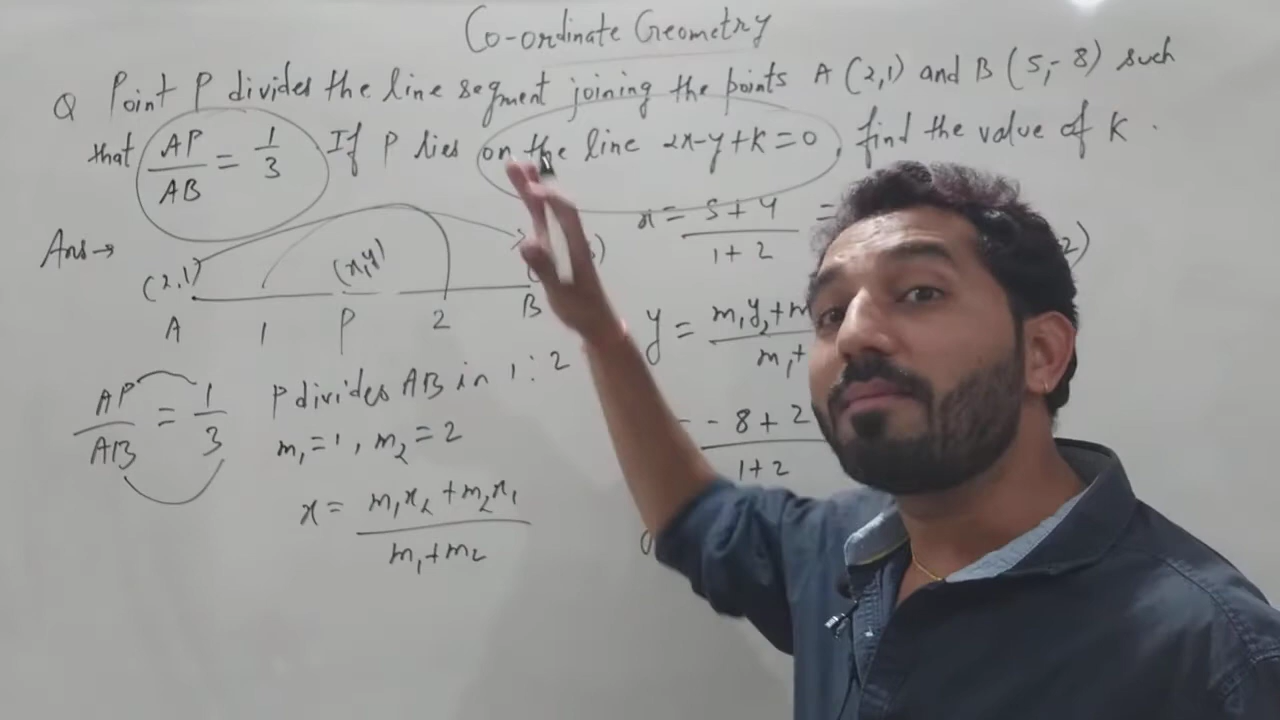 Co-ordinate Geometry
Q Point P divides the line segment joining the points A (2,1) and B (5,-8) such
that AP/AB = 1/3 If P lies on the line 2x-y+k=0, find the value of K.
Ans→
(2,1) (x,y)
A 1 P 2 B
AP/AB = 1/3
P divides AB in 1:2
m₁=1, m₂=2
x = m₁x₂+m₂x₁
m₁+m₂
x = 5+4 =
1+2
2)
y = m₁y₂+m
m₁+
-8+2
1+2